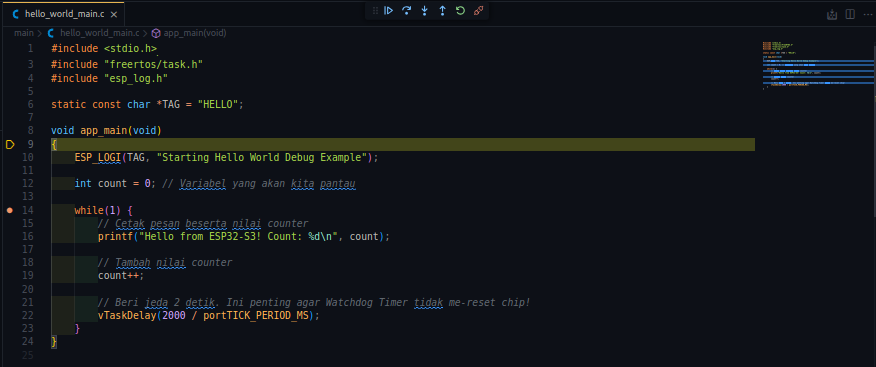 hello_world_main.c
main > hello_world_main.c > app_main(void)
1 #include <stdio.h>
3 #include "freertos/task.h"
4 #include "esp_log.h"
5
6 static const char *TAG = "HELLO";
7
8 void app_main(void)
9 {
10 ESP_LOGI(TAG, "Starting Hello World Debug Example");
11
12 int count = 0; // Variabel yang akan kita pantau
13
14 while(1) {
15 // Cetak pesan beserta nilai counter
16 printf("Hello from ESP32-S3! Count: %d\n", count);
17
18 // Tambah nilai counter
19 count++;
20
21 // Beri jeda 2 detik. Ini penting agar Watchdog Timer tidak me-reset chip!
22 vTaskDelay(2000 / portTICK_PERIOD_MS);
23 }
24 }
25